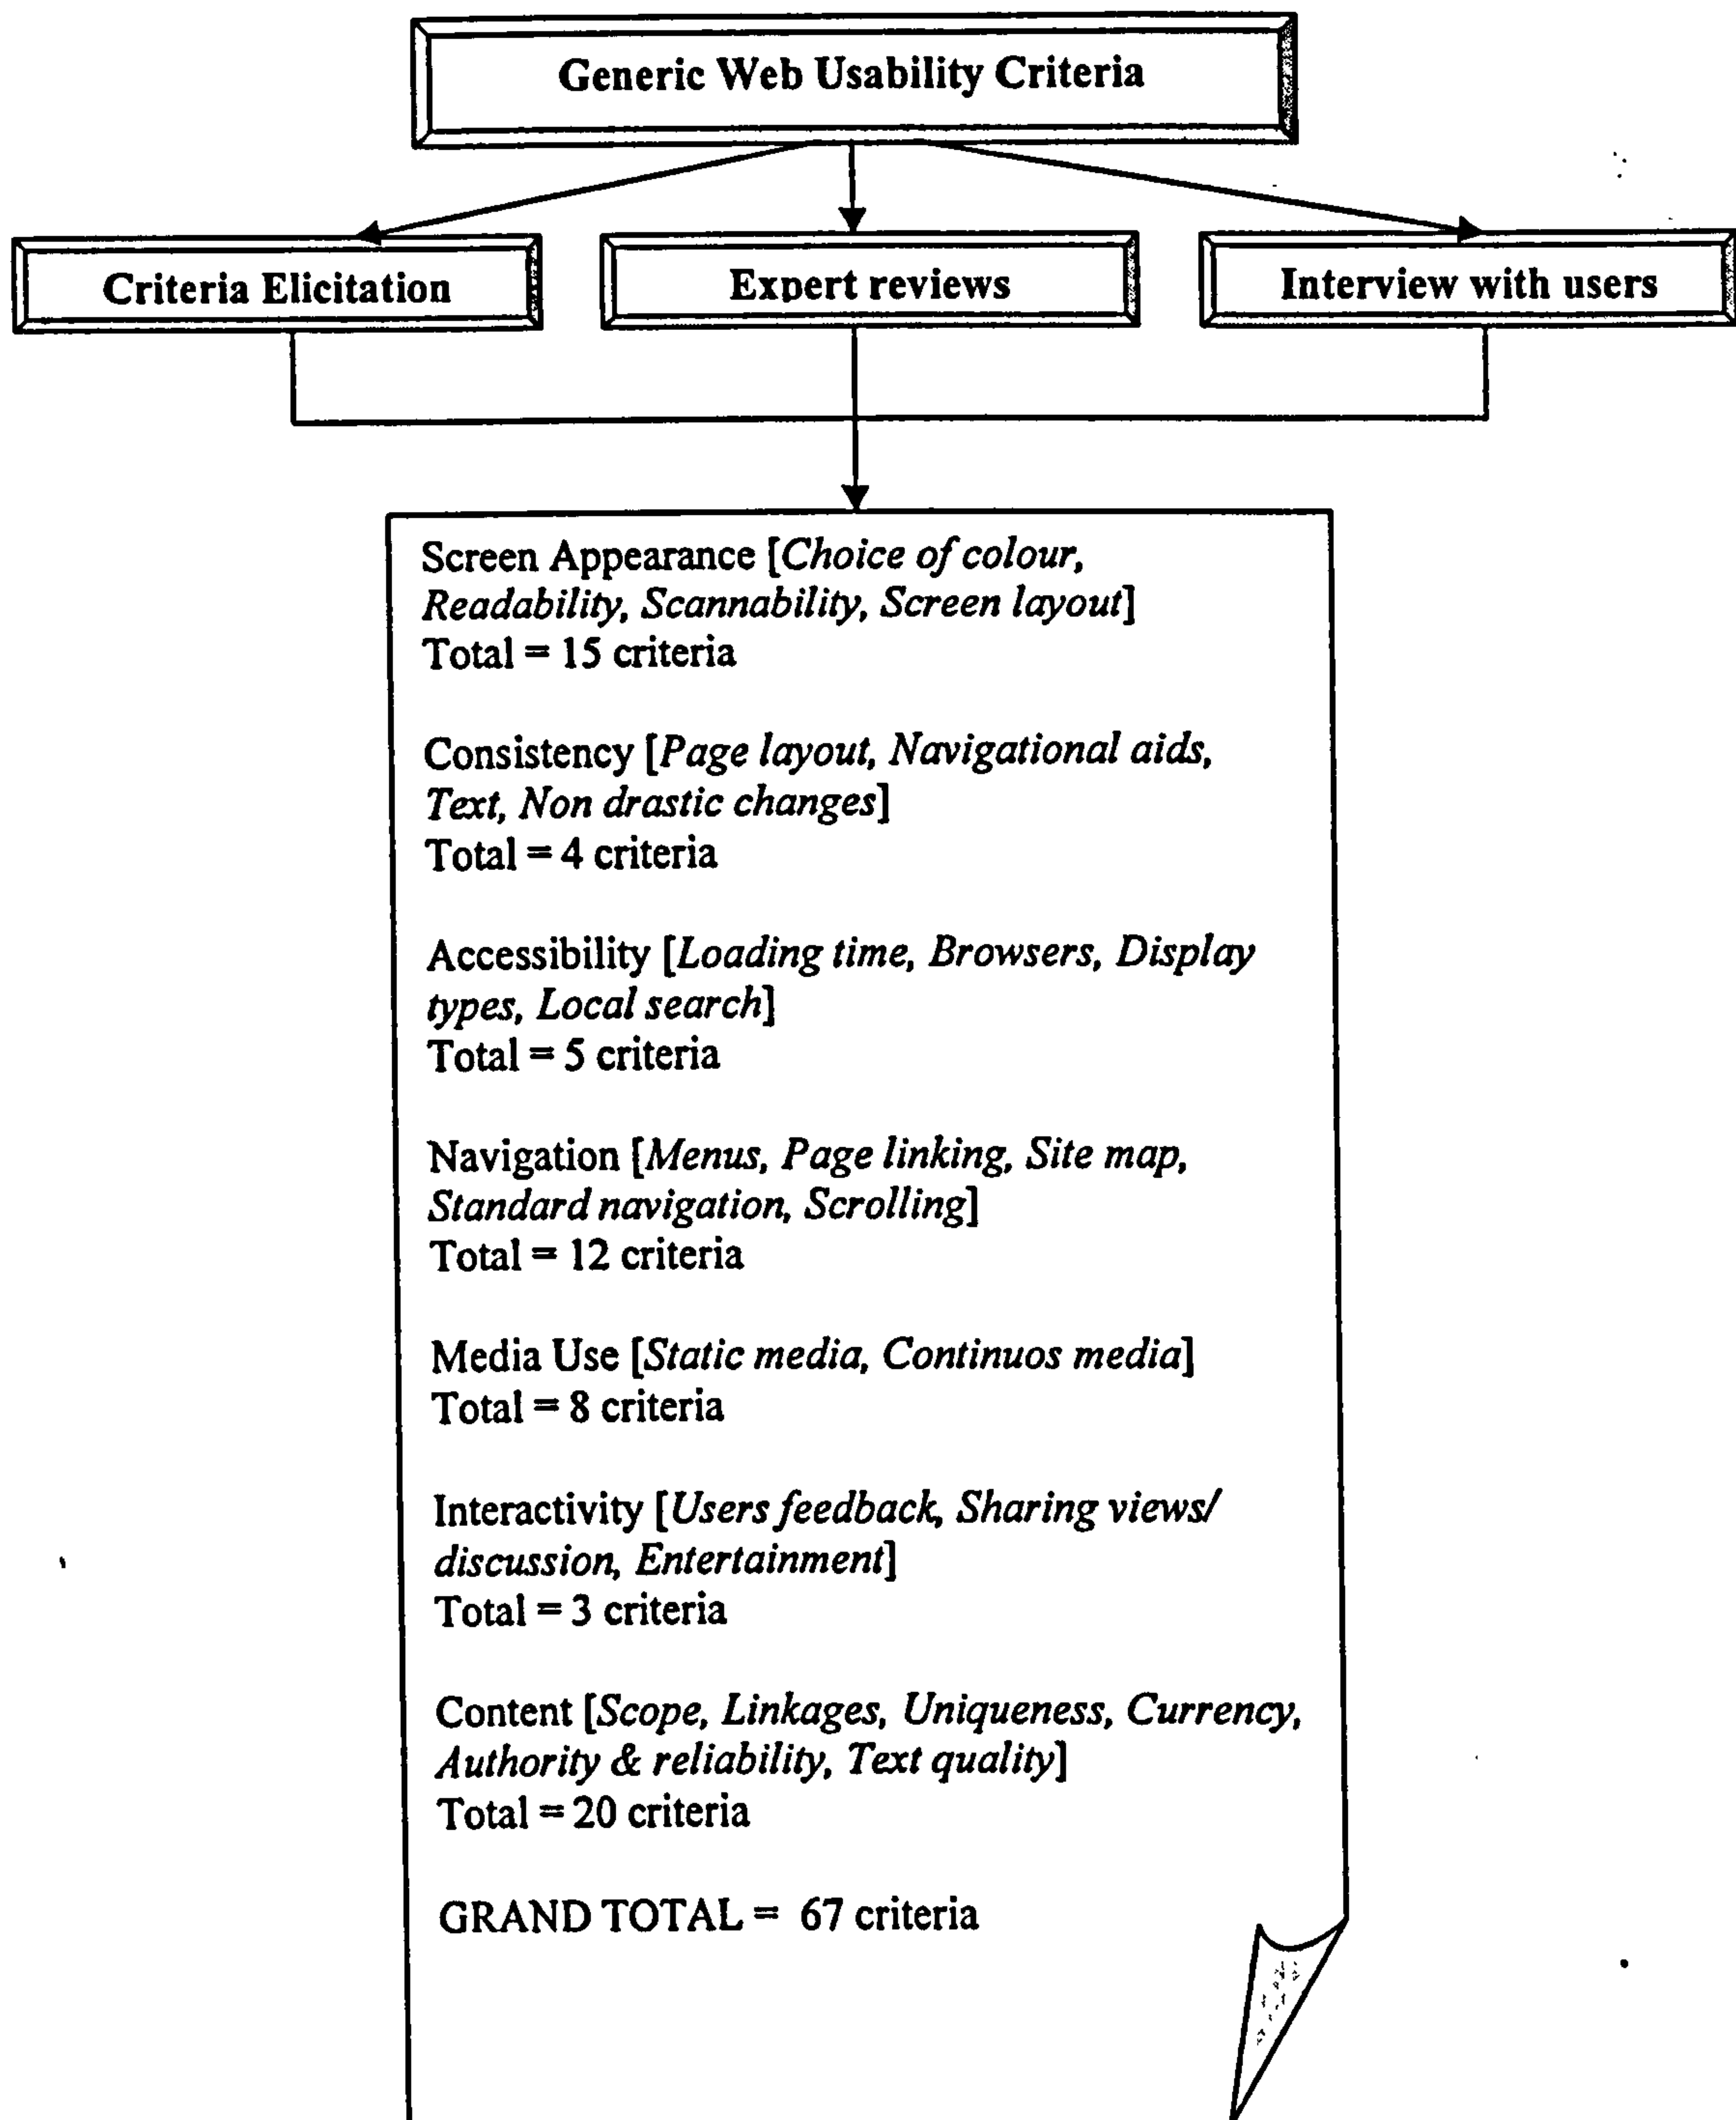 Generic Web Usability Criteria
Criteria Elicitation
Expert reviews
Interview with users
Screen Appearance [Choice of colour,
Readability, Scannability, Screen layout]
Total = 15 criteria
Consistency [Page layout, Navigational aids,
Text, Non drastic changes]
Total = 4 criteria
Accessibility [Loading time, Browsers, Display
types, Local search]
Total = 5 criteria
Navigation [Menus, Page linking, Site map,
Standard navigation, Scrolling]
Total = 12 criteria
Media Use [Static media, Continuos media]
Total = 8 criteria
Interactivity [Users feedback, Sharing views/
discussion, Entertainment]
Total = 3 criteria
Content [Scope, Linkages, Uniqueness, Currency,
Authority & reliability, Text quality]
Total = 20 criteria
GRAND TOTAL = 67 criteria